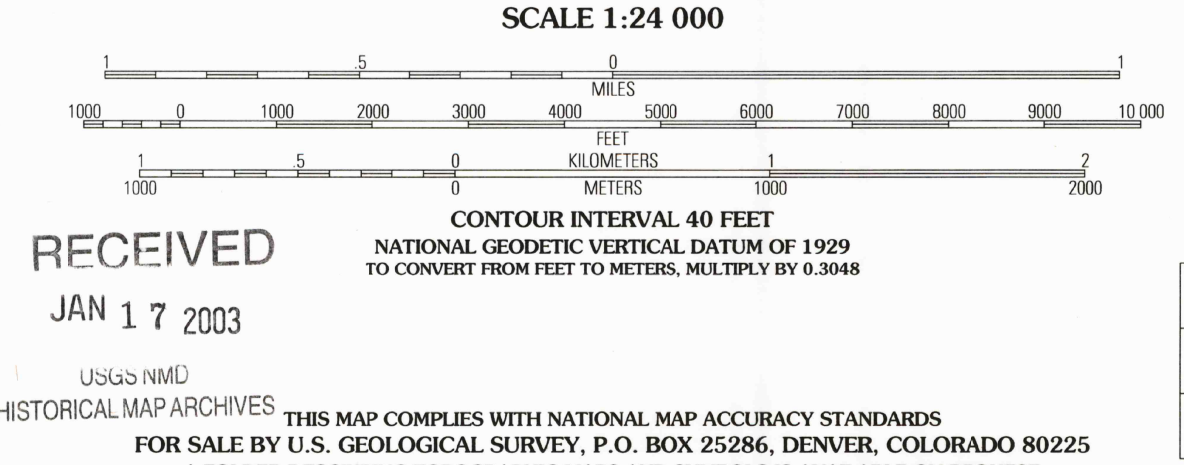 SCALE 1:24 000
1 .5 0 1
MILES
1000 0 1000 2000 3000 4000 5000 6000 7000 8000 9000 10 000
FEET
1 .5 0 KILOMETERS 1 2
1000 0 METERS 1000 2000
CONTOUR INTERVAL 40 FEET
NATIONAL GEODETIC VERTICAL DATUM OF 1929
TO CONVERT FROM FEET TO METERS, MULTIPLY BY 0.3048
RECEIVED
JAN 17 2003
USGS NMD
HISTORICAL MAP ARCHIVES
THIS MAP COMPLIES WITH NATIONAL MAP ACCURACY STANDARDS
FOR SALE BY U.S. GEOLOGICAL SURVEY, P.O. BOX 25286, DENVER, COLORADO 80225